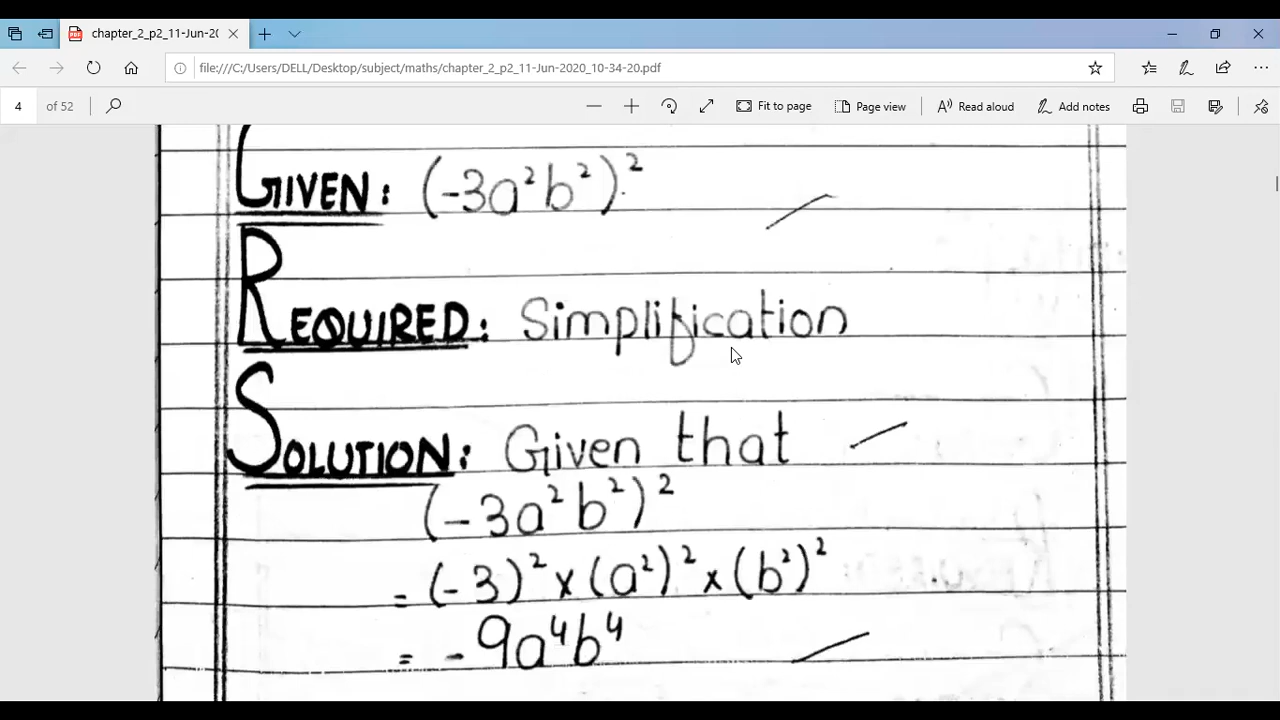 chapter_2_p2_11-Jun-20
file:///C:/Users/DELL/Desktop/subject/maths/chapter_2_p2_11-Jun-2020_10-34-20.pdf
4 of 52 Fit to page Page view Read aloud Add notes
GIVEN: (-3a²b²)²
REQUIRED: Simplification
SOLUTION: Given that
(-3a²b²)²
= (-3)² × (a²)² × (b²)²
= -9a⁴b⁴